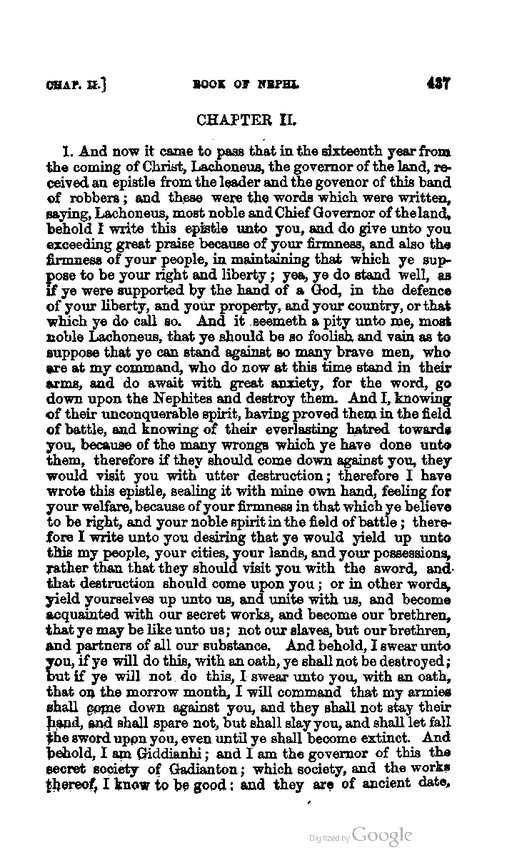 CHAP. II.] BOOK OF NEPHI. 437
CHAPTER II.
1. And now it came to pass that in the sixteenth year from
the coming of Christ, Lachoneus, the governor of the land, re-
ceived an epistle from the leader and the govenor of this band
of robbers; and these were the words which were written,
saying, Lachoneus, most noble and Chief Governor of the land,
behold I write this epistle unto you, and do give unto you
exceeding great praise because of your firmness, and also the
firmness of your people, in maintaining that which ye sup-
pose to be your right and liberty; yea, ye do stand well, as
if ye were supported by the hand of a God, in the defence
of your liberty, and your property, and your country, or that
which ye do call so. And it seemeth a pity unto me, most
noble Lachoneus, that ye should be so foolish and vain as to
suppose that ye can stand against so many brave men, who
are at my command, who do now at this time stand in their
arms, and do await with great anxiety, for the word, go
down upon the Nephites and destroy them. And I, knowing
of their unconquerable spirit, having proved them in the field
of battle, and knowing of their everlasting hatred towards
you, because of the many wrongs which ye have done unto
them, therefore if they should come down against you, they
would visit you with utter destruction; therefore I have
wrote this epistle, sealing it with mine own hand, feeling for
your welfare, because of your firmness in that which ye believe
to be right, and your noble spirit in the field of battle; there-
fore I write unto you desiring that ye would yield up unto
this my people, your cities, your lands, and your possessions,
rather than that they should visit you with the sword, and
that destruction should come upon you; or in other words,
yield yourselves up unto us, and unite with us, and become
acquainted with our secret works, and become our brethren,
that ye may be like unto us; not our slaves, but our brethren,
and partners of all our substance. And behold, I swear unto
you, if ye will do this, with an oath, ye shall not be destroyed;
but if ye will not do this, I swear unto you, with an oath,
that on the morrow month, I will command that my armies
shall come down against you, and they shall not stay their
hand, and shall spare not, but shall slay you, and shall let fall
the sword upon you, even until ye shall become extinct. And
behold, I am Giddianhi; and I am the governor of this the
secret society of Gadianton; which society, and the works
thereof, I know to be good: and they are of ancient date,
Digitized by Google